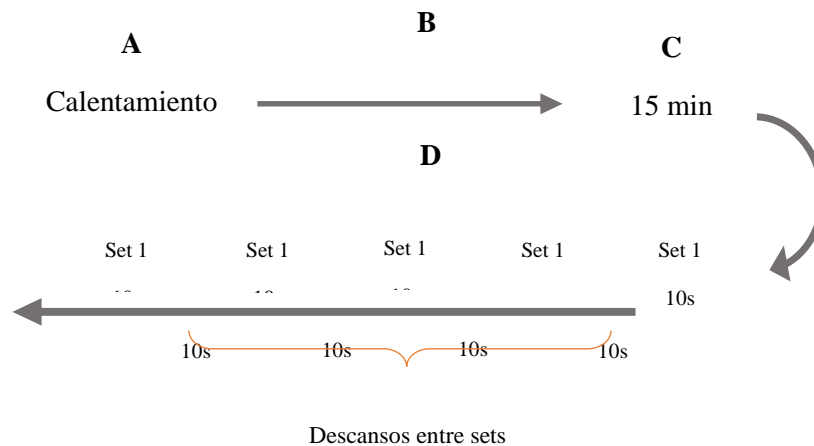 B
A C
Calentamiento 15 min
D
Set 1 Set 1 Set 1 Set 1 Set 1
10s
10s 10s 10s 10s
Descansos entre sets